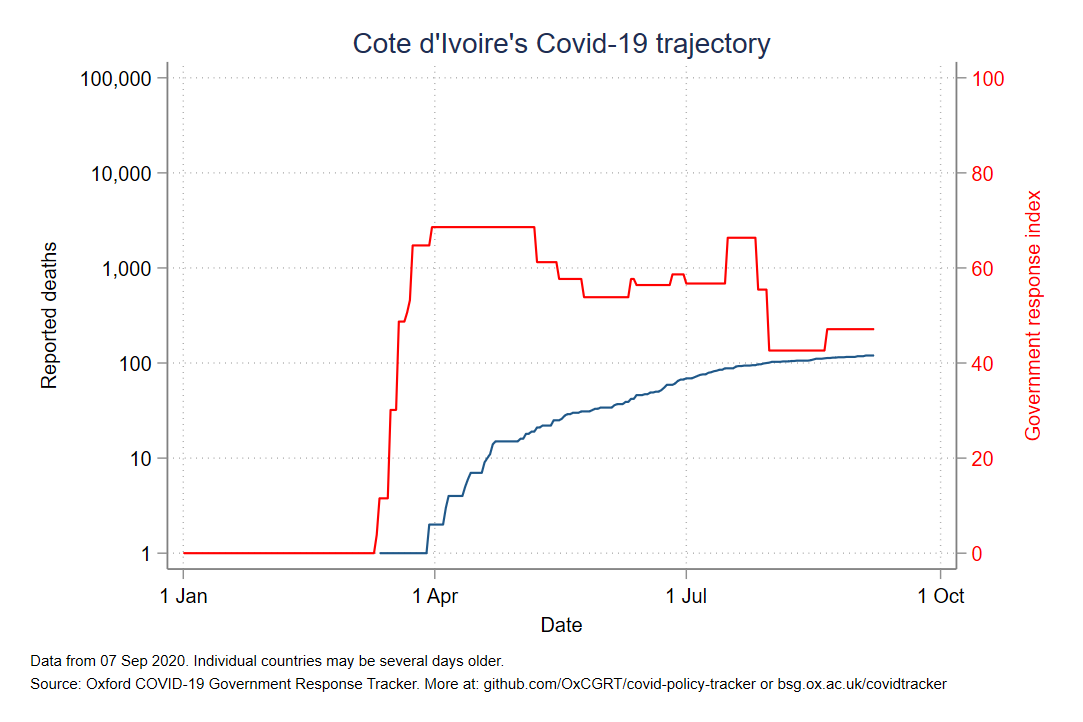 Cote d'Ivoire's Covid-19 trajectory
100,000
10,000
1,000
100
10
1
Reported deaths
100
80
60
40
20
0
Government response index
1 Jan
1 Apr
1 Jul
1 Oct
Date
Data from 07 Sep 2020. Individual countries may be several days older.
Source: Oxford COVID-19 Government Response Tracker. More at: github.com/OxCGRT/covid-policy-tracker or bsg.ox.ac.uk/covidtracker